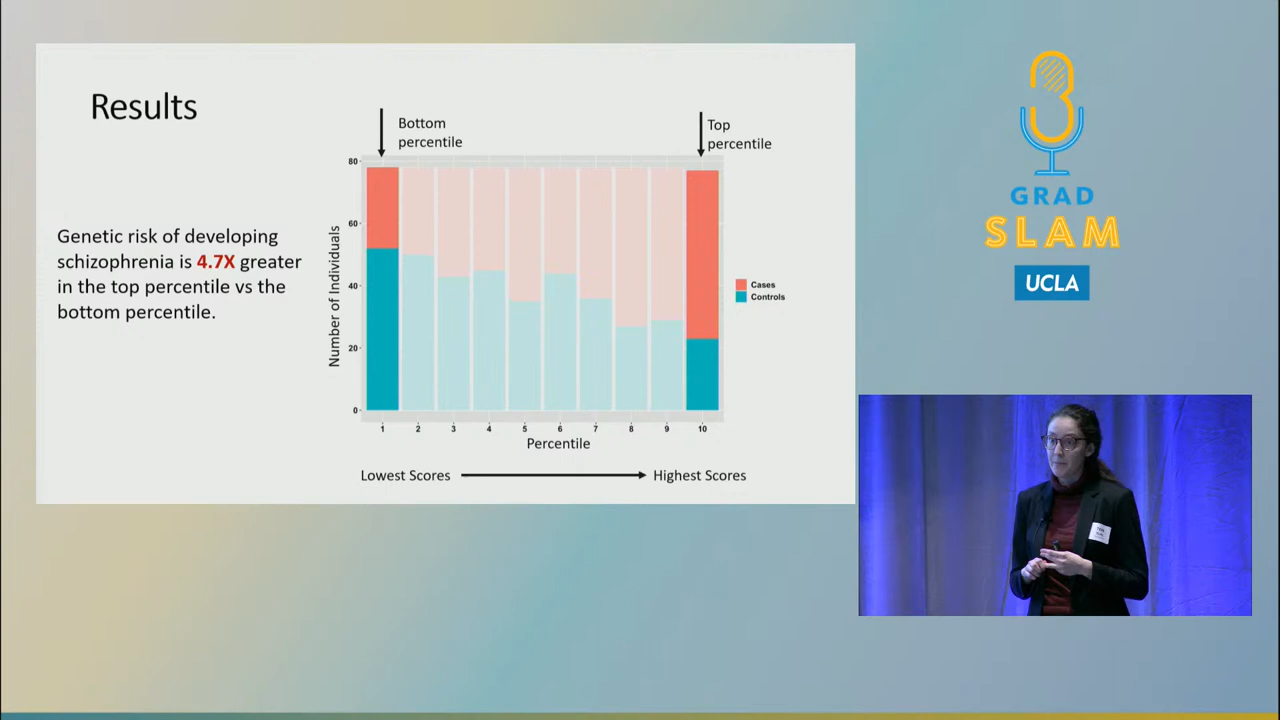 Results
Bottom
percentile
Top
percentile
Genetic risk of developing
schizophrenia is 4.7X greater
in the top percentile vs the
bottom percentile.
80
60
40
20
0
Number of Individuals
1 2 3 4 5 6 7 8 9 10
Percentile
Lowest Scores
Highest Scores
Cases
Controls
GRAD
SLAM
UCLA